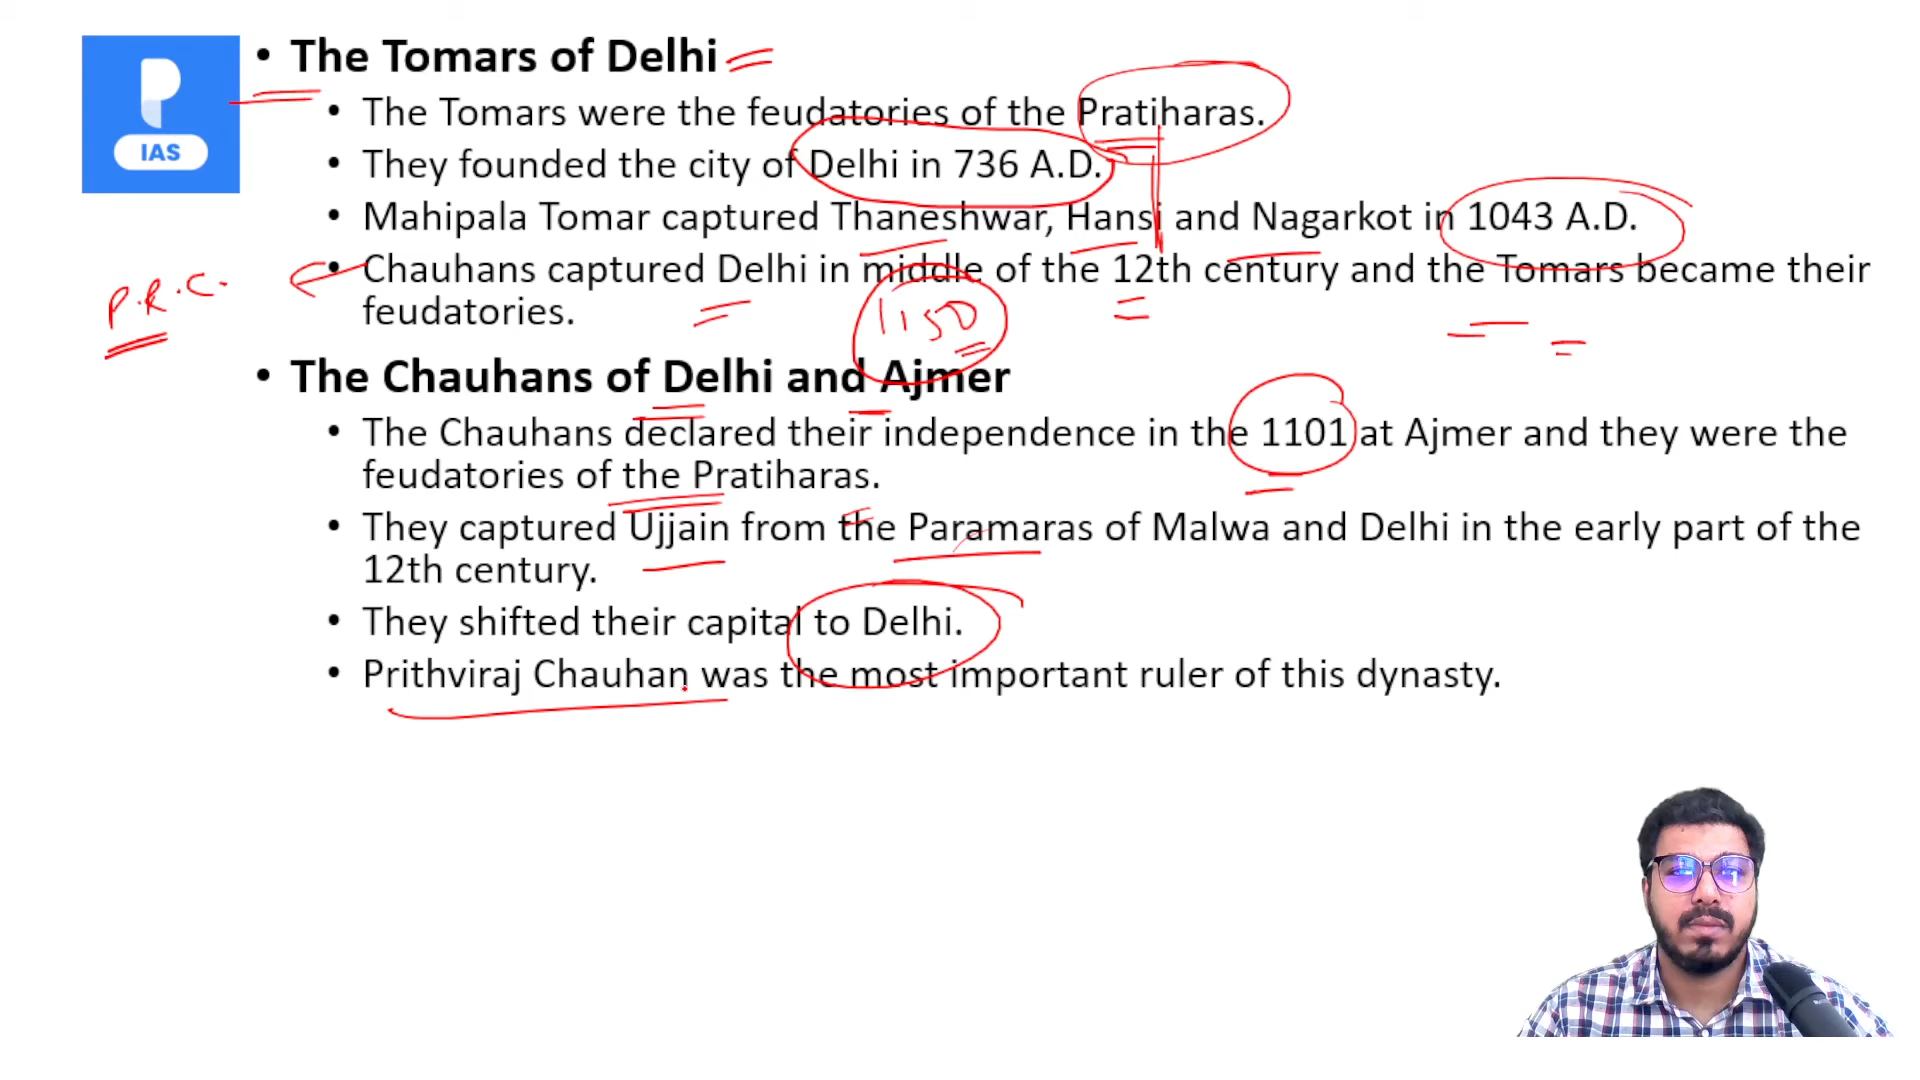 IAS
• The Tomars of Delhi
• The Tomars were the feudatories of the Pratiharas.
• They founded the city of Delhi in 736 A.D.
• Mahipala Tomar captured Thaneshwar, Hansi and Nagarkot in 1043 A.D.
• Chauhans captured Delhi in middle of the 12th century and the Tomars became their
feudatories.
P.R.C.
1150
• The Chauhans of Delhi and Ajmer
• The Chauhans declared their independence in the 1101 at Ajmer and they were the
feudatories of the Pratiharas.
• They captured Ujjain from the Paramaras of Malwa and Delhi in the early part of the
12th century.
• They shifted their capital to Delhi.
• Prithviraj Chauhan was the most important ruler of this dynasty.